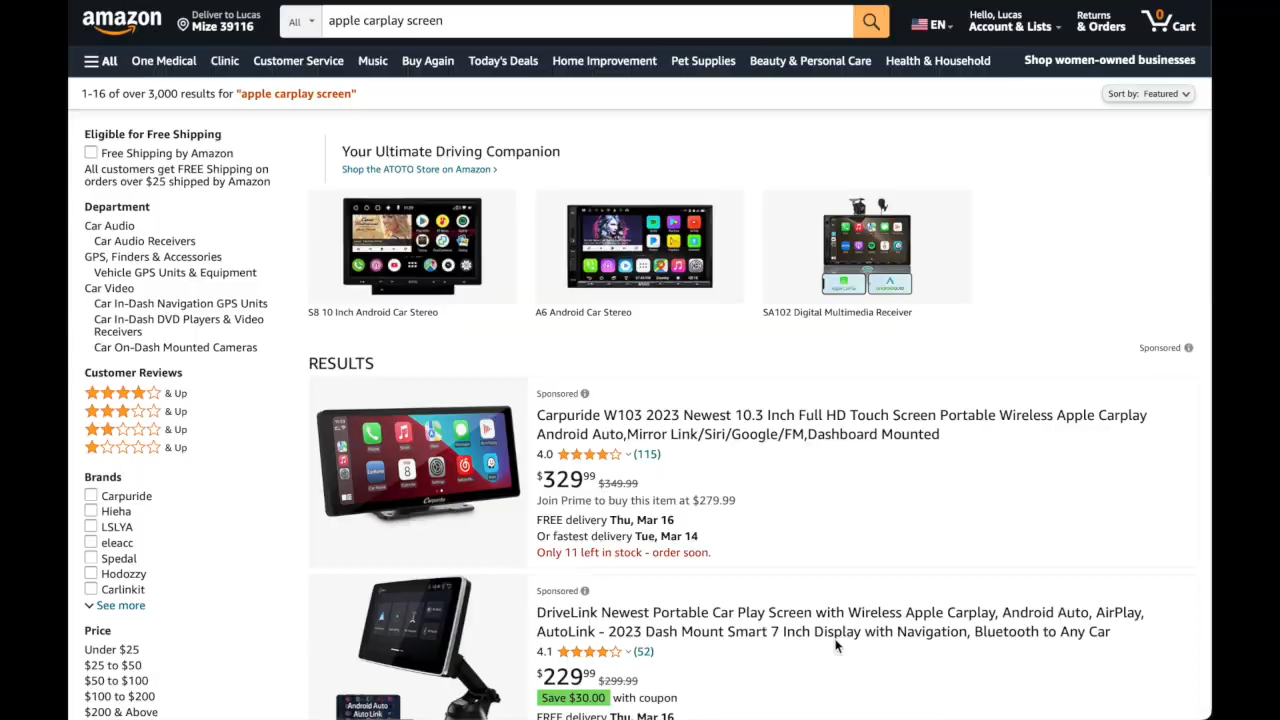 amazon
Deliver to Lucas
Mize 39116
All
apple carplay screen
EN
Hello, Lucas
Account & Lists
Returns
& Orders
0
Cart
All
One Medical
Clinic
Customer Service
Music
Buy Again
Today's Deals
Home Improvement
Pet Supplies
Beauty & Personal Care
Health & Household
Shop women-owned businesses
1-16 of over 3,000 results for "apple carplay screen"
Sort by: Featured
Eligible for Free Shipping
Free Shipping by Amazon
All customers get FREE Shipping on
orders over $25 shipped by Amazon
Department
Car Audio
Car Audio Receivers
GPS, Finders & Accessories
Vehicle GPS Units & Equipment
Car Video
Car In-Dash Navigation GPS Units
Car In-Dash DVD Players & Video
Receivers
Car On-Dash Mounted Cameras
Customer Reviews
& Up
& Up
& Up
& Up
Brands
Carpuride
Hieha
LSLYA
eleacc
Spedal
Hodozzy
Carlinkit
See more
Price
Under $25
$25 to $50
$50 to $100
$100 to $200
$200 & Above
Your Ultimate Driving Companion
Shop the ATOTO Store on Amazon ›
S8 10 Inch Android Car Stereo
A6 Android Car Stereo
SA102 Digital Multimedia Receiver
Sponsored
RESULTS
Carpuride
Sponsored
Carpuride W103 2023 Newest 10.3 Inch Full HD Touch Screen Portable Wireless Apple Carplay
Android Auto,Mirror Link/Siri/Google/FM,Dashboard Mounted
4.0 (115)
$329.99 $349.99
Join Prime to buy this item at $279.99
FREE delivery Thu, Mar 16
Or fastest delivery Tue, Mar 14
Only 11 left in stock - order soon.
Android Auto
Auto Link
Sponsored
DriveLink Newest Portable Car Play Screen with Wireless Apple Carplay, Android Auto, AirPlay,
AutoLink - 2023 Dash Mount Smart 7 Inch Display with Navigation, Bluetooth to Any Car
4.1 (52)
$229.99 $299.99
Save $30.00 with coupon
FREE delivery Thu, Mar 16